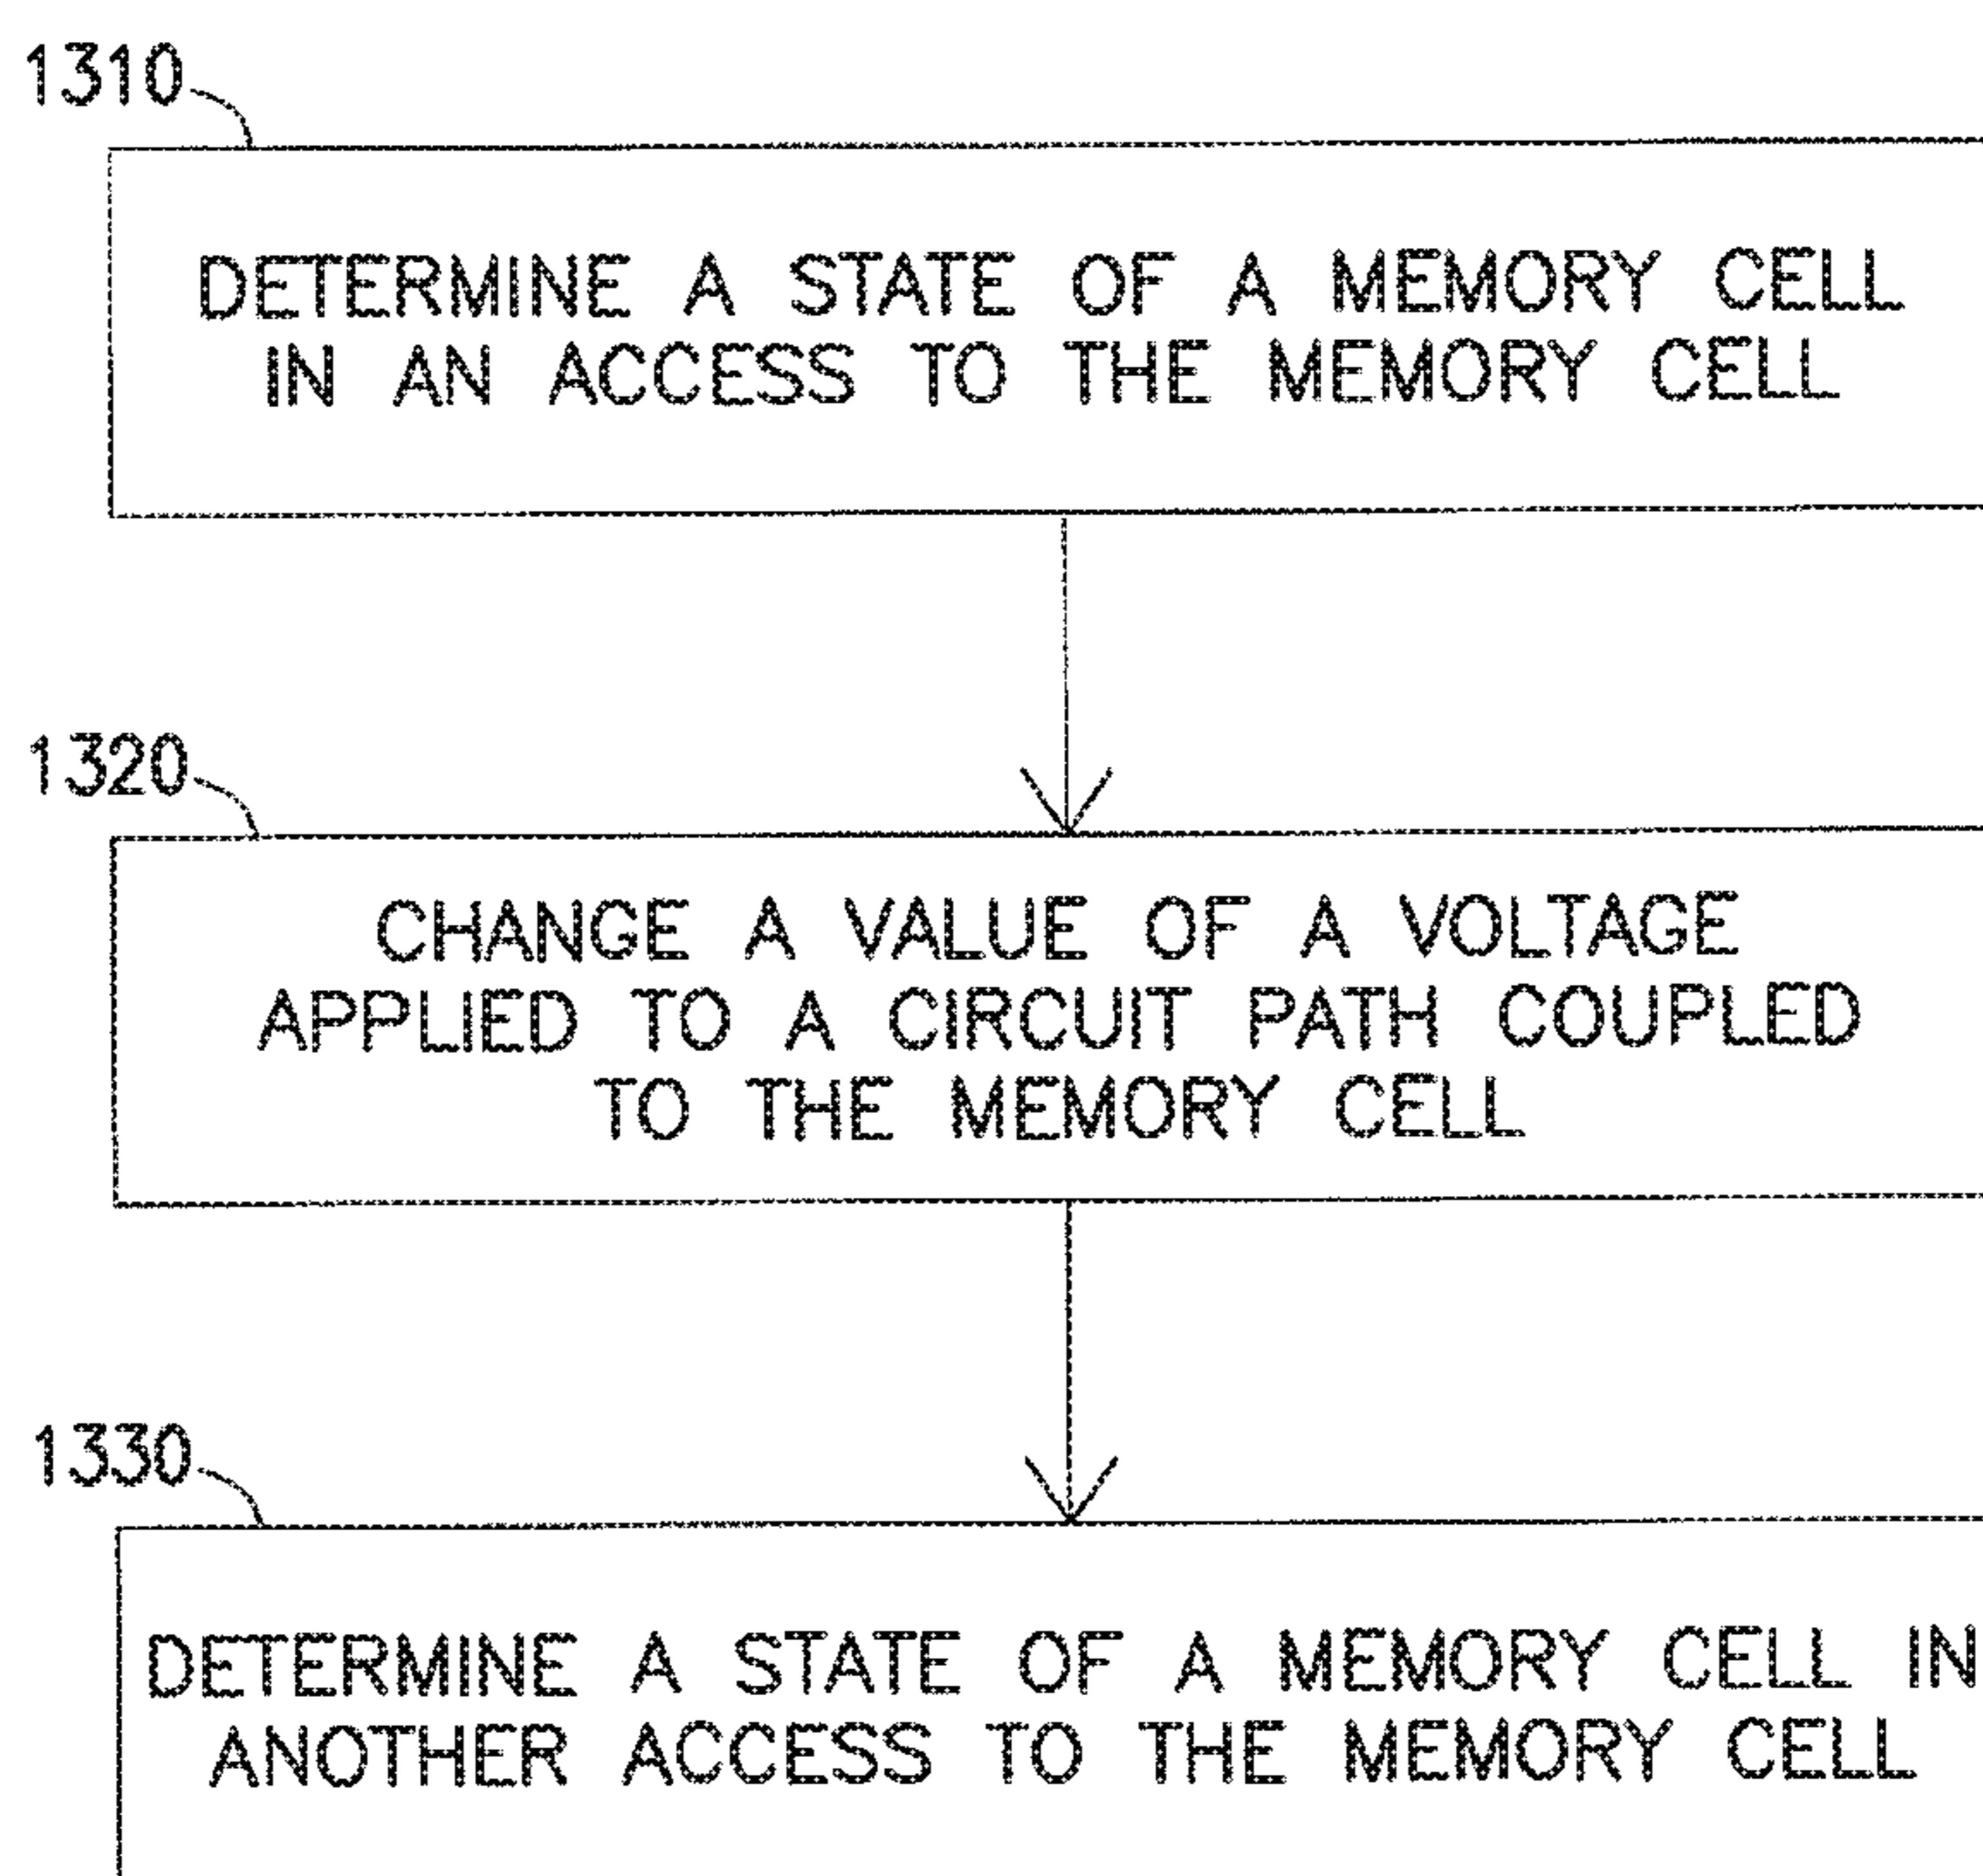 1310
DETERMINE A STATE OF A MEMORY CELL
IN AN ACCESS TO THE MEMORY CELL
1320
CHANGE A VALUE OF A VOLTAGE
APPLIED TO A CIRCUIT PATH COUPLED
TO THE MEMORY CELL
1330
DETERMINE A STATE OF A MEMORY CELL IN
ANOTHER ACCESS TO THE MEMORY CELL